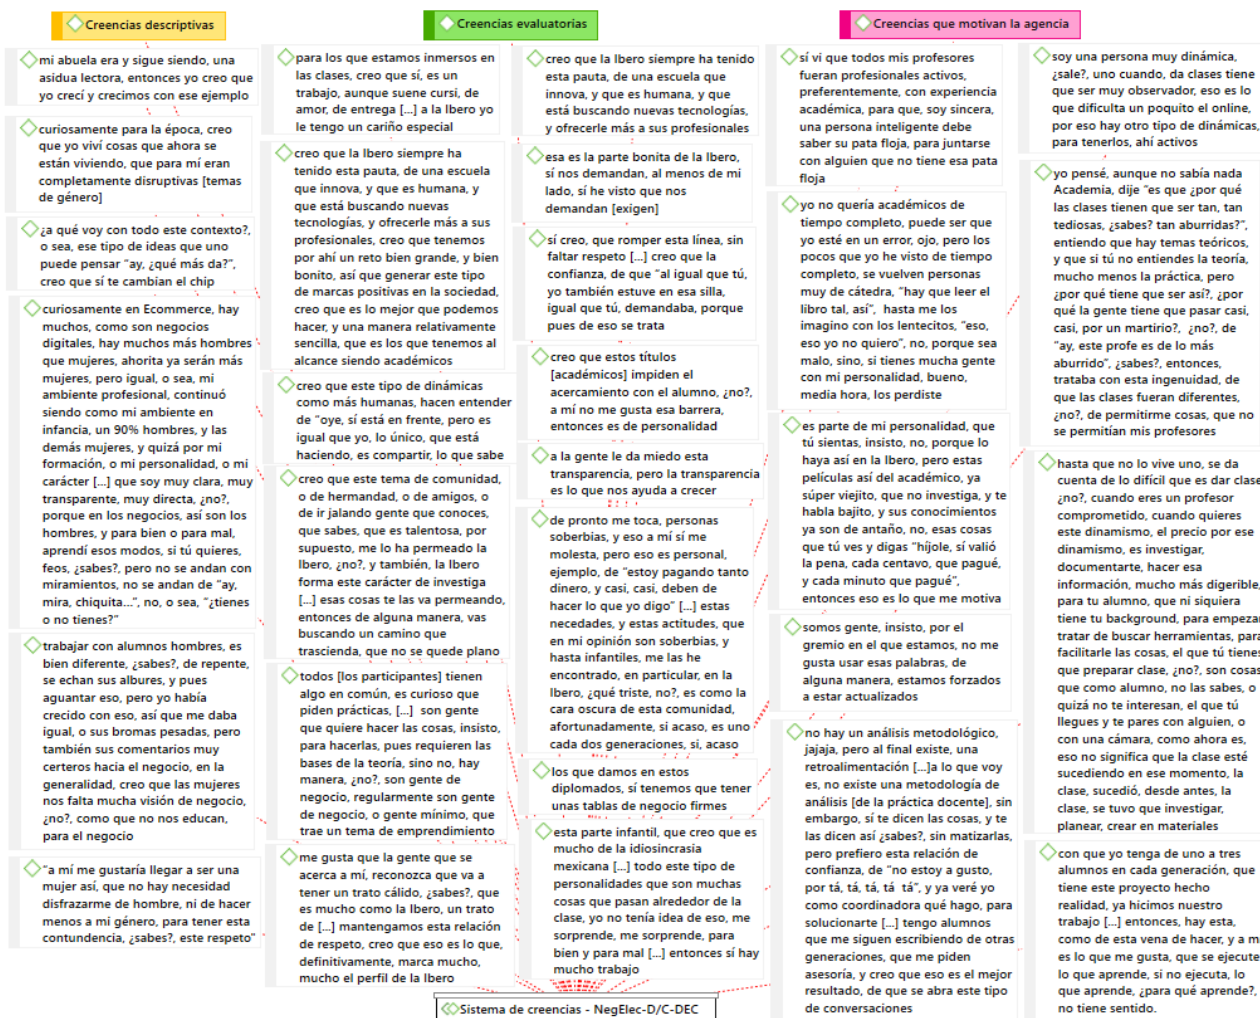 Creencias descriptivas
mi abuela era y sigue siendo, una
asidua lectora, entonces yo creo que
yo crecí y crecimos con ese ejemplo
curiosamente para la época, creo
que yo viví cosas que ahora se
están viviendo, que para mí eran
completamente disruptivas [temas
de género]
¿a qué voy con todo este contexto?,
o sea, ese tipo de ideas que uno
puede pensar "ay, ¿qué más da?",
creo que sí te cambian el chip
curiosamente en Ecommerce, hay
muchos, como son negocios
digitales, hay muchos más hombres
que mujeres, ahorita ya serán más
mujeres, pero igual, o sea, mi
ambiente profesional, continuó
siendo como mi ambiente en
infancia, un 90% hombres, y las
demás mujeres, y quizá por mi
formación, o mi personalidad, o mi
carácter [...] que soy muy clara, muy
transparente, muy directa, ¿no?,
porque en los negocios, así son los
hombres, y para bien o para mal,
aprendí esos modos, si tú quieres,
feos, ¿sabes?, pero no se andan con
miramientos, no se andan de "ay,
mira, chiquita...", no, o sea, "¿tienes
o no tienes?"
trabajar con alumnos hombres, es
bien diferente, ¿sabes?, de repente,
se echan sus albures, y pues
aguantar eso, pero yo había
crecido con eso, así que me daba
igual, o sus bromas pesadas, pero
también sus comentarios muy
certeros hacia el negocio, en la
generalidad, creo que las mujeres
nos falta mucha visión de negocio,
¿no?, como que no nos educan,
para el negocio
"a mí me gustaría llegar a ser una
mujer así, que no hay necesidad
disfrazarme de hombre, ni de hacer
menos a mi género, para tener esta
contundencia, ¿sabes?, este respeto"
Creencias evaluatorias
para los que estamos inmersos en
las clases, creo que sí, es un
trabajo, aunque suene cursi, de
amor, de entrega [...] a la Ibero yo
le tengo un cariño especial
creo que la Ibero siempre ha
tenido esta pauta, de una escuela
que innova, y que es humana, y
que está buscando nuevas
tecnologías, y ofrecerle más a sus
profesionales, creo que tenemos
por ahí un reto bien grande, y bien
bonito, así que generar este tipo
de marcas positivas en la sociedad,
creo que es lo mejor que podemos
hacer, y una manera relativamente
sencilla, que es los que tenemos al
alcance siendo académicos
creo que este tipo de dinámicas
como más humanas, hacen entender
de "oye, sí está en frente, pero es
igual que yo, lo único, que está
haciendo, es compartir, lo que sabe
creo que este tema de comunidad,
o de hermandad, o de amigos, o
de ir jalando gente que conoces,
que sabes, que es talentosa, por
supuesto, me lo ha permeado la
Ibero, ¿no?, y también, la Ibero
forma este carácter de investiga
[...] esas cosas te las va permeando,
entonces de alguna manera, vas
buscando un camino que
trascienda, que no se quede plano
todos [los participantes] tienen
algo en común, es curioso que
piden prácticas, [...]  son gente
que quiere hacer las cosas, insisto,
para hacerlas, pues requieren las
bases de la teoría, sino no, hay
manera, ¿no?, son gente de
negocio, regularmente son gente
de negocio, o gente mínimo, que
trae un tema de emprendimiento
me gusta que la gente que se
acerca a mí, reconozca que va a
tener un trato cálido, ¿sabes?, que
es mucho como la Ibero, un trato
de [...] mantengamos esta relación
de respeto, creo que eso es lo que,
definitivamente, marca mucho,
mucho el perfil de la Ibero
creo que la Ibero siempre ha tenido
esta pauta, de una escuela que
innova, y que es humana, y que
está buscando nuevas tecnologías,
y ofrecerle más a sus profesionales
esa es la parte bonita de la Ibero,
sí nos demandan, al menos de mi
lado, sí he visto que nos
demandan [exigen]
sí creo, que romper esta línea, sin
faltar respeto [...] creo que la
confianza, de que "al igual que tú,
yo también estuve en esa silla,
igual que tú, demandaba, porque
pues de eso se trata
creo que estos títulos
[académicos] impiden el
acercamiento con el alumno, ¿no?,
a mí no me gusta esa barrera,
entonces es de personalidad
a la gente le da miedo esta
transparencia, pero la transparencia
es lo que nos ayuda a crecer
de pronto me toca, personas
soberbias, y eso a mí sí me
molesta, pero eso es personal,
ejemplo, de "estoy pagando tanto
dinero, y casi, casi, deben de
hacer lo que yo digo" [...] estas
necedades, y estas actitudes, que
en mi opinión son soberbias, y
hasta infantiles, me las he
encontrado, en particular, en la
Ibero, ¿qué triste, no?, es como la
cara oscura de esta comunidad,
afortunadamente, si acaso, es uno
cada dos generaciones, si, acaso
los que damos en estos
diplomados, sí tenemos que tener
unas tablas de negocio firmes
esta parte infantil, que creo que es
mucho de la idiosincrasia
mexicana [...] todo este tipo de
personalidades que son muchas
cosas que pasan alrededor de la
clase, yo no tenía idea de eso, me
sorprende, me sorprende, para
bien y para mal [...] entonces sí hay
mucho trabajo
Creencias que motivan la agencia
sí vi que todos mis profesores
fueran profesionales activos,
preferentemente, con experiencia
académica, para que, soy sincera,
una persona inteligente debe
saber su pata floja, para juntarse
con alguien que no tiene esa pata
floja
yo no quería académicos de
tiempo completo, puede ser que
yo esté en un error, ojo, pero los
pocos que yo he visto de tiempo
completo, se vuelven personas
muy de cátedra, "hay que leer el
libro tal, así",  hasta me los
imagino con los lentecitos, "eso,
eso yo no quiero", no, porque sea
malo, sino, si tienes mucha gente
con mi personalidad, bueno,
media hora, los perdiste
es parte de mi personalidad, que
tú sientas, insisto, no, porque lo
haya así en la Ibero, pero estas
películas así del académico, ya
súper viejito, que no investiga, y te
habla bajito, y sus conocimientos
ya son de antaño, no, esas cosas
que tú ves y digas "híjole, sí valió
la pena, cada centavo, que pagué,
y cada minuto que pagué",
entonces eso es lo que me motiva
somos gente, insisto, por el
gremio en el que estamos, no me
gusta usar esas palabras, de
alguna manera, estamos forzados
a estar actualizados
no hay un análisis metodológico,
jajaja, pero al final existe, una
retroalimentación [...]a lo que voy
es, no existe una metodología de
análisis [de la práctica docente], sin
embargo, sí te dicen las cosas, y te
las dicen así ¿sabes?, sin matizarlas,
pero prefiero esta relación de
confianza, de "no estoy a gusto,
por tá, tá, tá, tá  tá", y ya veré yo
como coordinadora qué hago, para
solucionarte [...] tengo alumnos
que me siguen escribiendo de otras
generaciones, que me piden
asesoría, y creo que eso es el mejor
resultado, de que se abra este tipo
de conversaciones
soy una persona muy dinámica,
¿sale?, uno cuando, da clases tiene
que ser muy observador, eso es lo
que dificulta un poquito el online,
por eso hay otro tipo de dinámicas,
para tenerlos, ahí activos
yo pensé, aunque no sabía nada
Academia, dije "es que ¿por qué
las clases tienen que ser tan, tan
tediosas, ¿sabes? tan aburridas?",
entiendo que hay temas teóricos,
y que si tú no entiendes la teoría,
mucho menos la práctica, pero
¿por qué tiene que ser así?, ¿por
qué la gente tiene que pasar casi,
casi, por un martirio?,  ¿no?, de
"ay, este profe es de lo más
aburrido", ¿sabes?, entonces,
trataba con esta ingenuidad, de
que las clases fueran diferentes,
¿no?, de permitirme cosas, que no
se permitían mis profesores
hasta que no lo vive uno, se da
cuenta de lo difícil que es dar clase
¿no?, cuando eres un profesor
comprometido, cuando quieres
este dinamismo, el precio por ese
dinamismo, es investigar,
documentarte, hacer esa
información, mucho más digerible,
para tu alumno, que ni siquiera
tiene tu background, para empezar
tratar de buscar herramientas, para
facilitarle las cosas, el que tú tienes
que preparar clase, ¿no?, son cosas
que como alumno, no las sabes, o
quizá no te interesan, el que tú
llegues y te pares con alguien, o
con una cámara, como ahora es,
eso no significa que la clase esté
sucediendo en ese momento, la
clase, sucedió, desde antes, la
clase, se tuvo que investigar,
planear, crear en materiales
con que yo tenga de uno a tres
alumnos en cada generación, que
tiene este proyecto hecho
realidad, ya hicimos nuestro
trabajo [...] entonces, hay esta,
como de esta vena de hacer, y a m
es lo que me gusta, que se ejecute
lo que aprende, si no ejecuta, lo
que aprende, ¿para qué aprende?,
no tiene sentido.
Sistema de creencias - NegElec-D/C-DEC